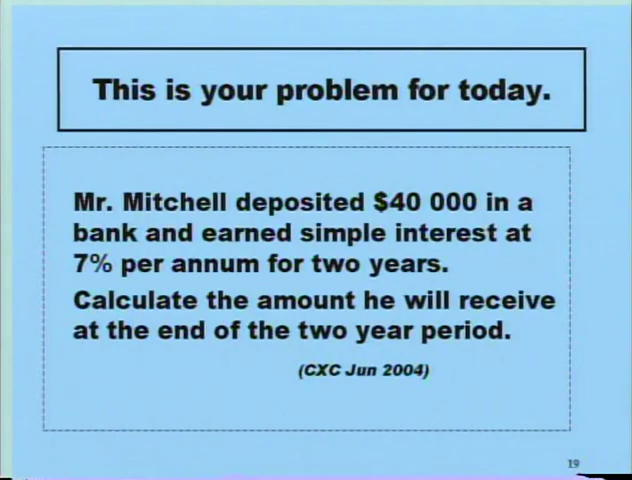 This is your problem for today.
Mr. Mitchell deposited $40 000 in a
bank and earned simple interest at
7% per annum for two years.
Calculate the amount he will receive
at the end of the two year period.
(CXC Jun 2004)
19